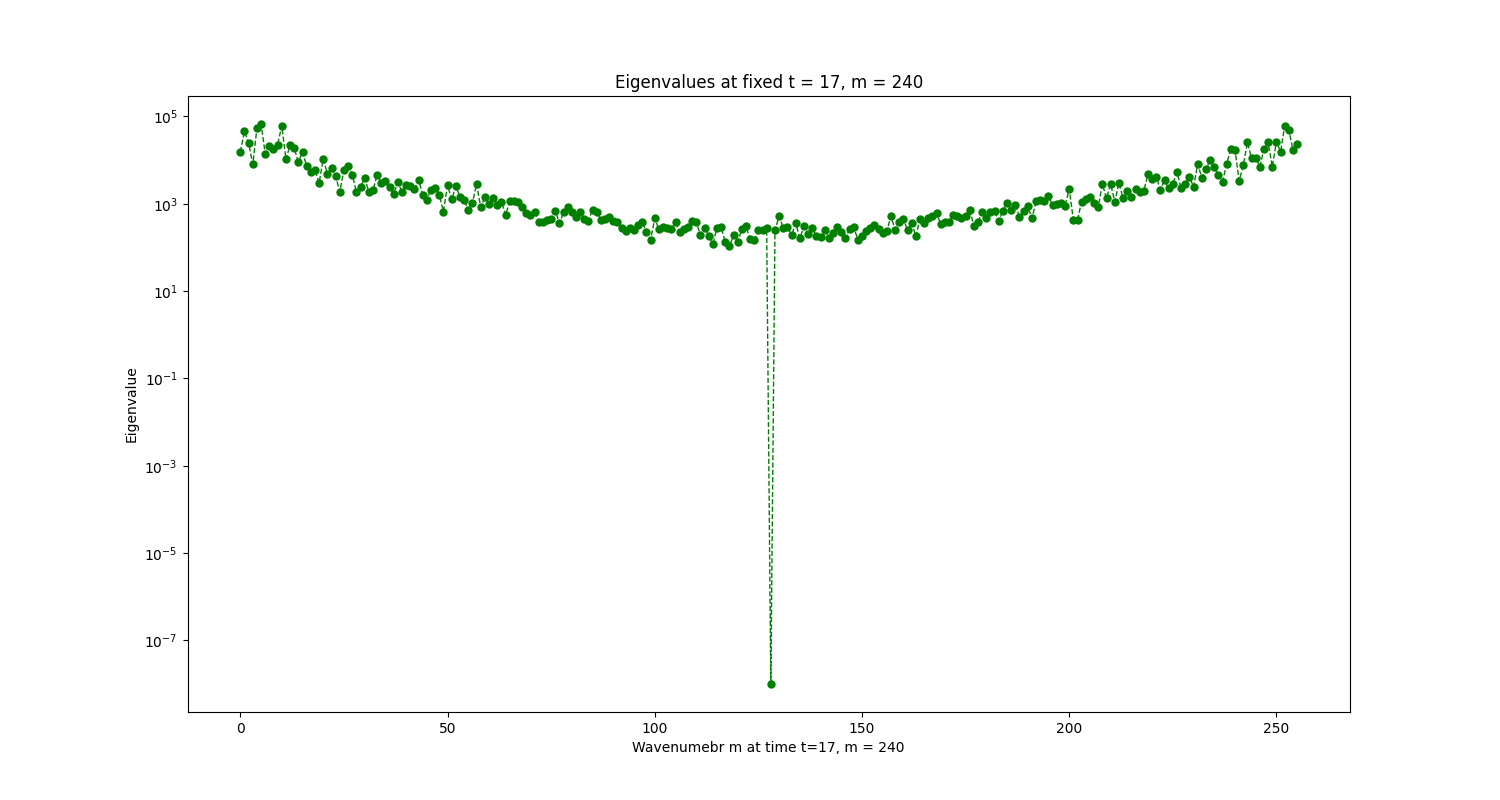 Eigenvalues at fixed t = 17, m = 240
10^5
10^3
10^1
10^-1
10^-3
10^-5
10^-7
Eigenvalue
0 50 100 150 200 250
Wavenumebr m at time t=17, m = 240